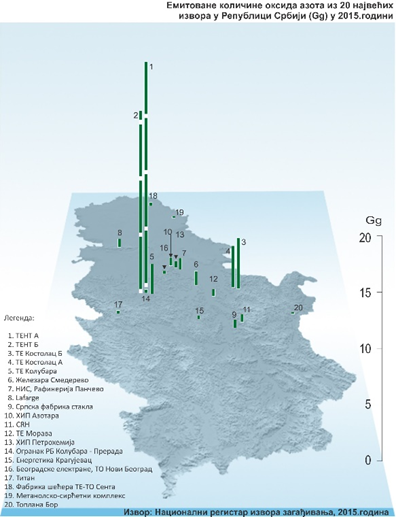 Емитоване количине оксида азота из 20 највећих
извора у Републици Србији (Gg) у 2015.години
1
2
18
19
10
13
3
8
16
5
7
4
6
Gg
20
15
10
5
0
12
14
17
15
9
11
20
Легенда:
1. ТЕНТ А
2. ТЕНТ Б
3. ТЕ Костолац Б
4. ТЕ Костолац А
5. ТЕ Колубара
6. Железара Смедерево
7. НИС, Рафинерија Панчево
8. Lafarge
9. Српска фабрика стакла
10. ХИП Азотара
11. CRH
12. ТЕ Морава
13. ХИП Петрохемија
14. Огранак РБ Колубара - Прерада
15. Енергетика Крагујевац
16. Београдске електране, ТО Нови Београд
17. Титан
18. Фабрика шећера ТЕ-ТО Сента
19. Метанолско-сирћетни комплекс
20. Топлана Бор
Извор: Национални регистар извора загађивања, 2015.година